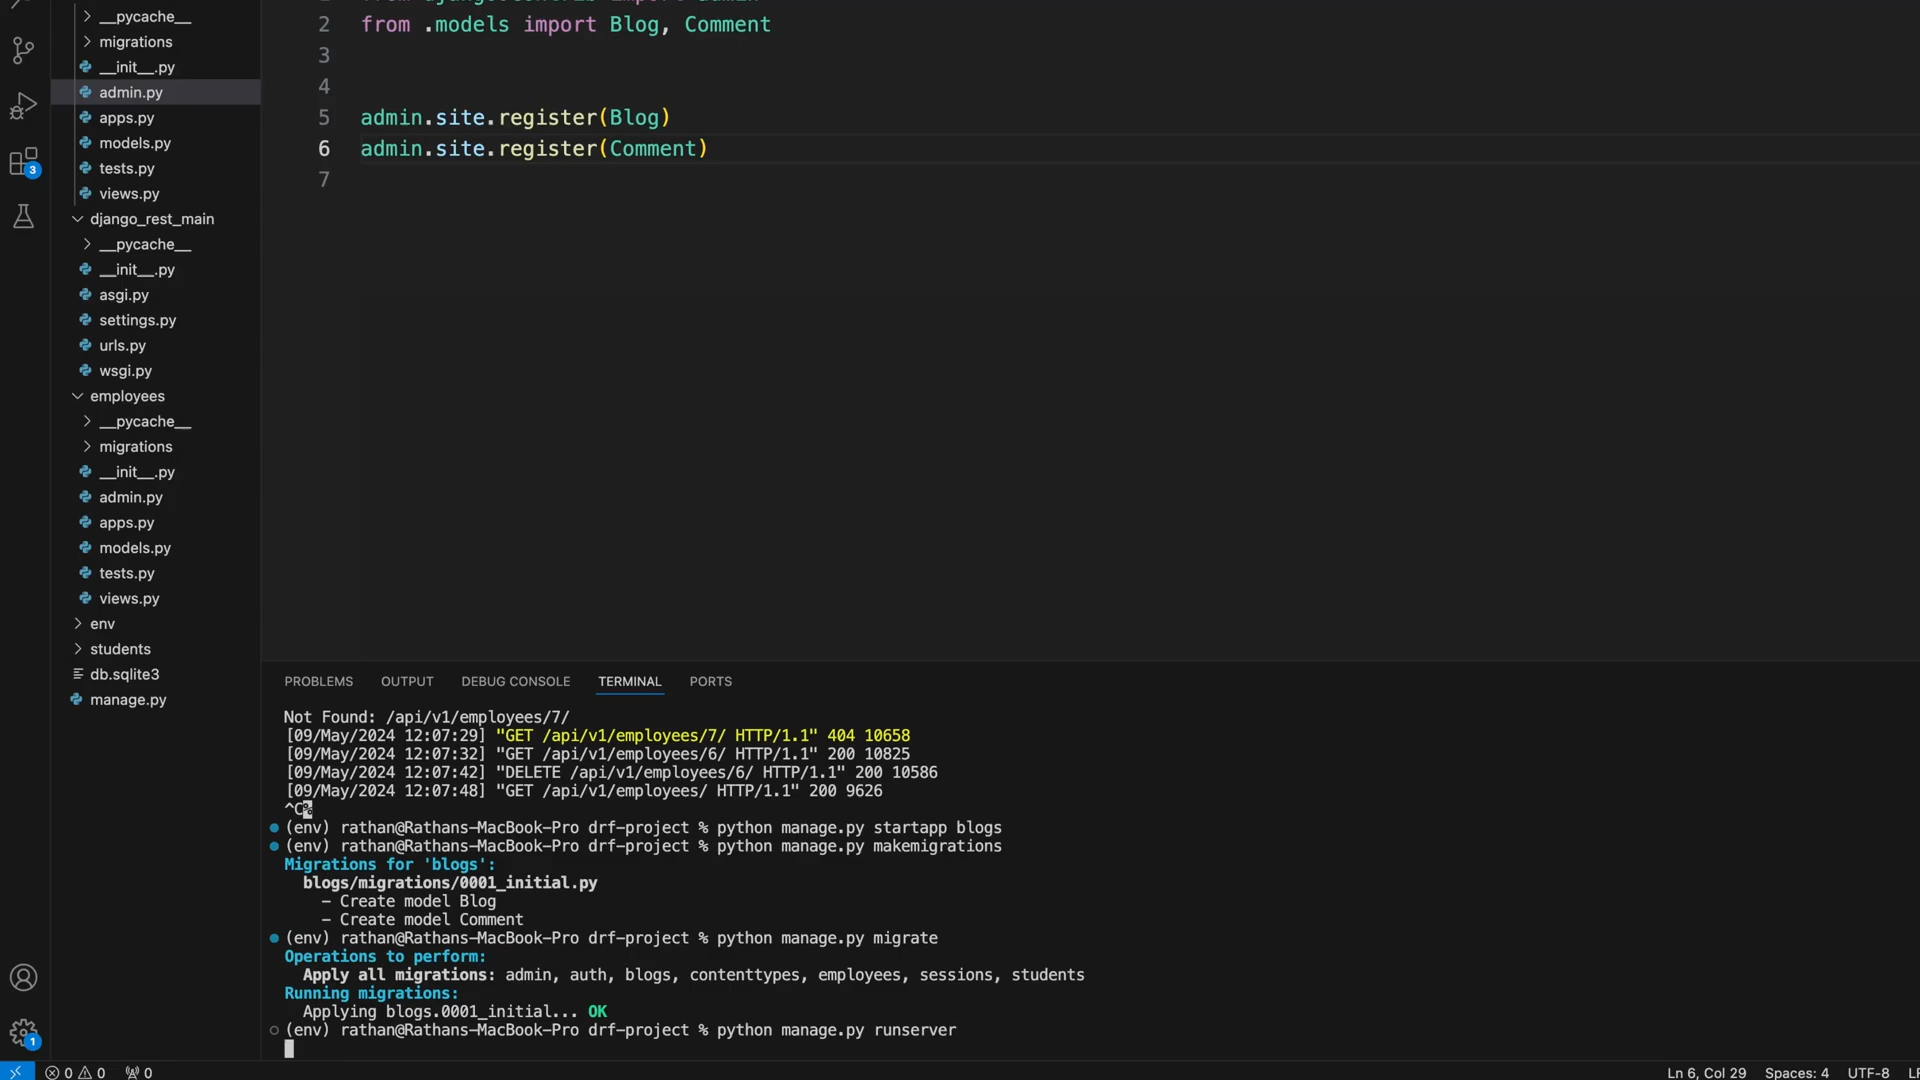 __pycache__
migrations
__init__.py
admin.py
apps.py
models.py
tests.py
views.py
django_rest_main
__pycache__
__init__.py
asgi.py
settings.py
urls.py
wsgi.py
employees
__pycache__
migrations
__init__.py
admin.py
apps.py
models.py
tests.py
views.py
env
students
db.sqlite3
manage.py
3
1
2 from .models import Blog, Comment
3
4
5 admin.site.register(Blog)
6 admin.site.register(Comment)
7
PROBLEMS OUTPUT DEBUG CONSOLE TERMINAL PORTS
Not Found: /api/v1/employees/7/
[09/May/2024 12:07:29] "GET /api/v1/employees/7/ HTTP/1.1" 404 10658
[09/May/2024 12:07:32] "GET /api/v1/employees/6/ HTTP/1.1" 200 10825
[09/May/2024 12:07:42] "DELETE /api/v1/employees/6/ HTTP/1.1" 200 10586
[09/May/2024 12:07:48] "GET /api/v1/employees/ HTTP/1.1" 200 9626
^C%
(env) rathan@Rathans-MacBook-Pro drf-project % python manage.py startapp blogs
(env) rathan@Rathans-MacBook-Pro drf-project % python manage.py makemigrations
Migrations for 'blogs':
blogs/migrations/0001_initial.py
- Create model Blog
- Create model Comment
(env) rathan@Rathans-MacBook-Pro drf-project % python manage.py migrate
Operations to perform:
Apply all migrations: admin, auth, blogs, contenttypes, employees, sessions, students
Running migrations:
Applying blogs.0001_initial... OK
(env) rathan@Rathans-MacBook-Pro drf-project % python manage.py runserver
0 0 0 Ln 6, Col 29 Spaces: 4 UTF-8